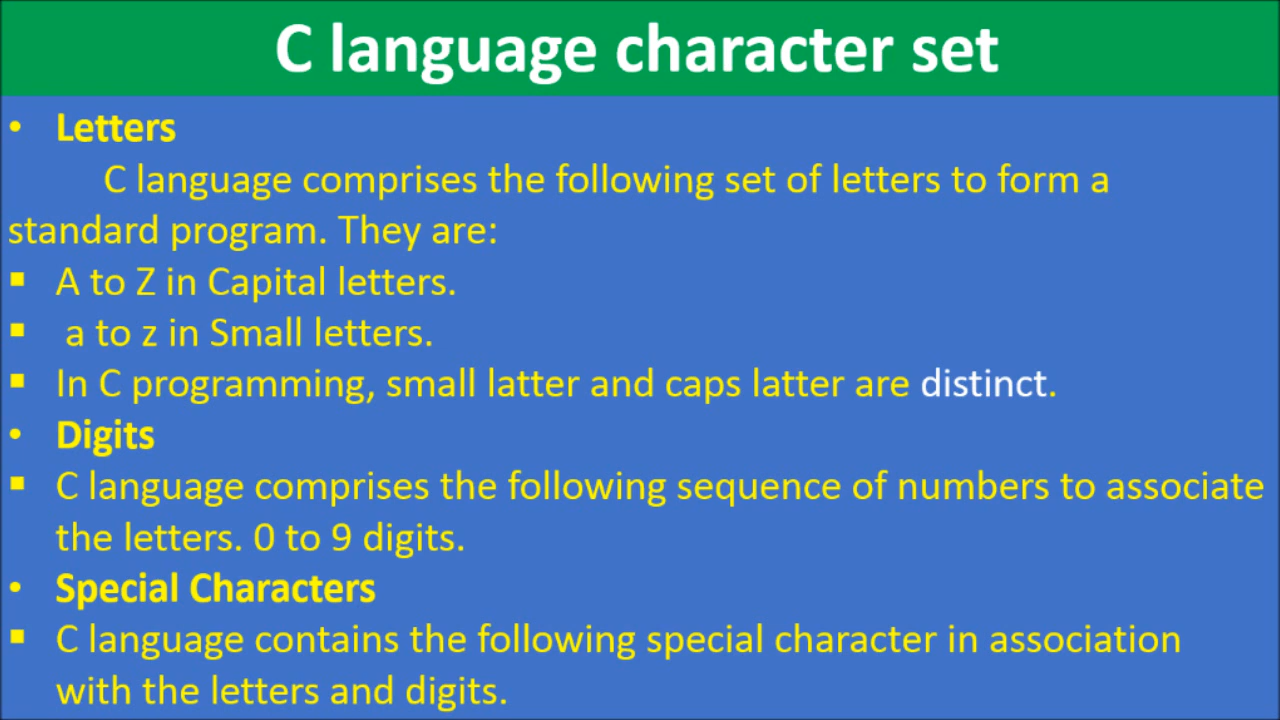 C language character set
• Letters
C language comprises the following set of letters to form a
standard program. They are:
▪ A to Z in Capital letters.
▪ a to z in Small letters.
▪ In C programming, small latter and caps latter are distinct.
• Digits
▪ C language comprises the following sequence of numbers to associate
the letters. 0 to 9 digits.
• Special Characters
▪ C language contains the following special character in association
with the letters and digits.